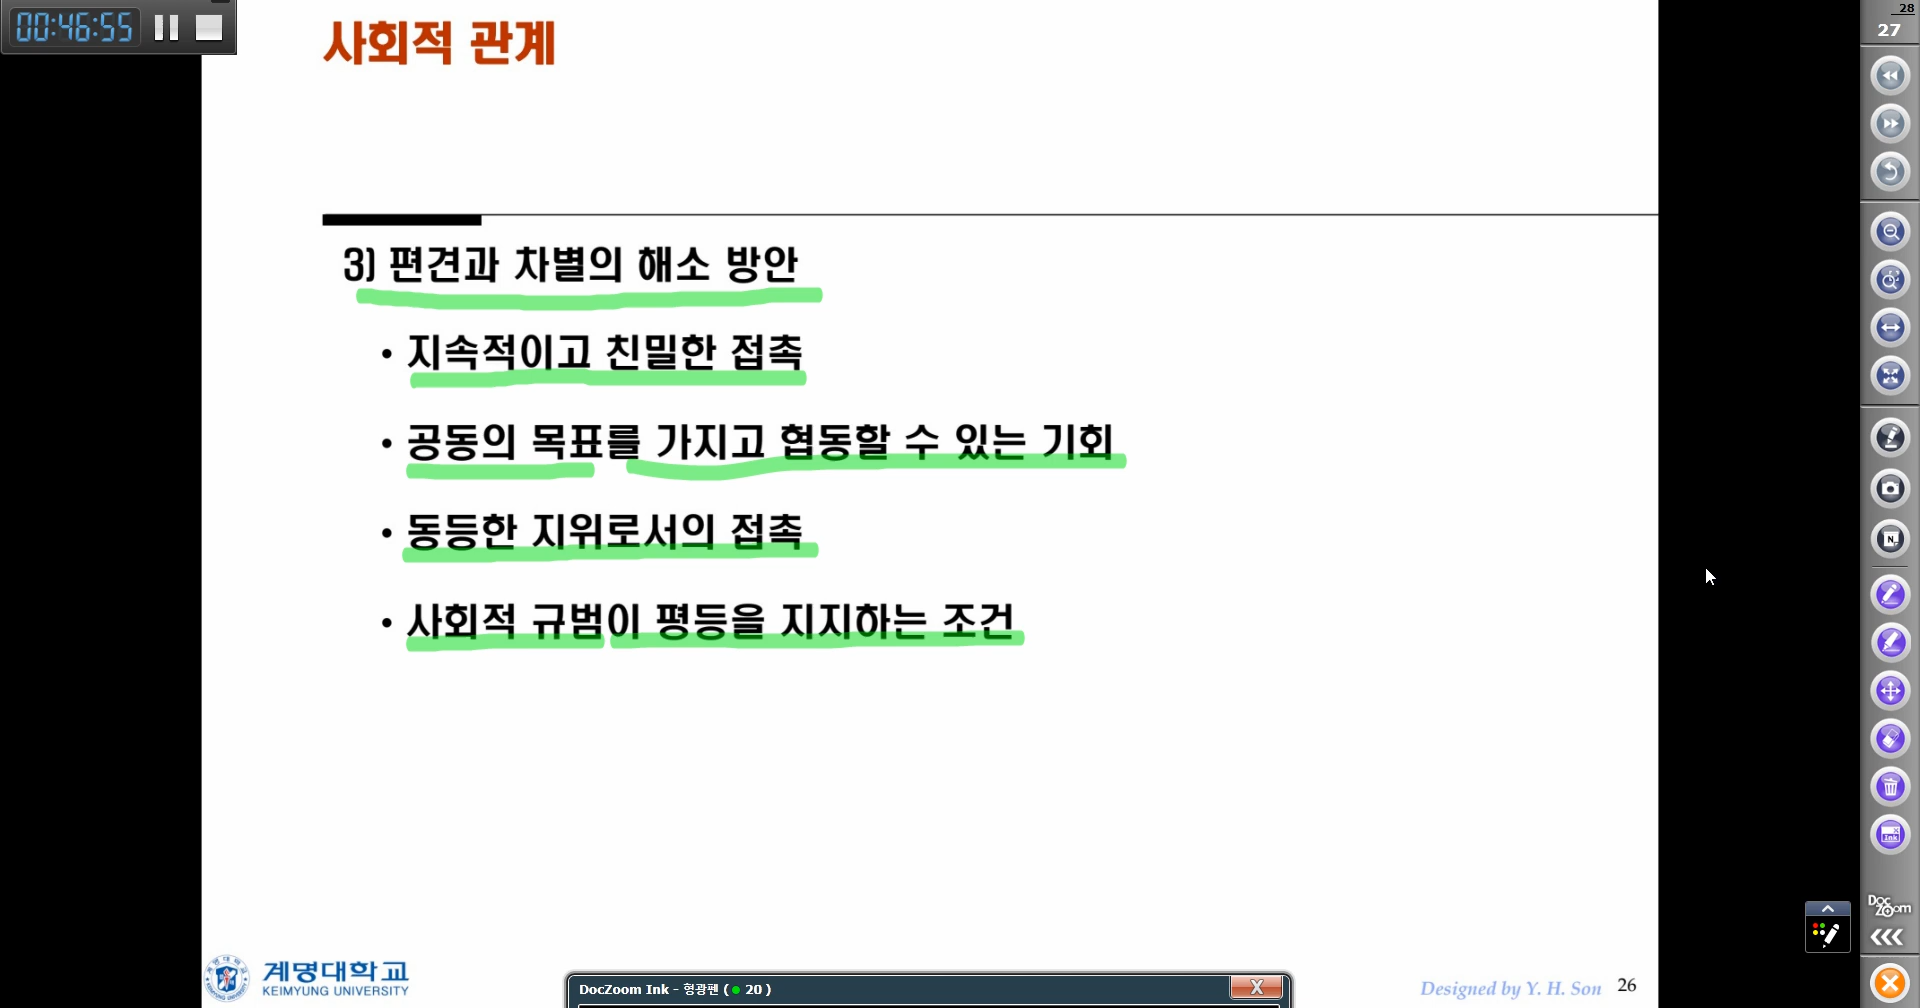 00:46:55
28
27
사회적 관계
3) 편견과 차별의 해소 방안
• 지속적이고 친밀한 접촉
• 공동의 목표를 가지고 협동할 수 있는 기회
• 동등한 지위로서의 접촉
• 사회적 규범이 평등을 지지하는 조건
계명대학교
KEIMYUNG UNIVERSITY
DocZoom Ink - 형광펜 ( 20 )
Designed by Y. H. Son 26
N
Ink
Doc
Zoom